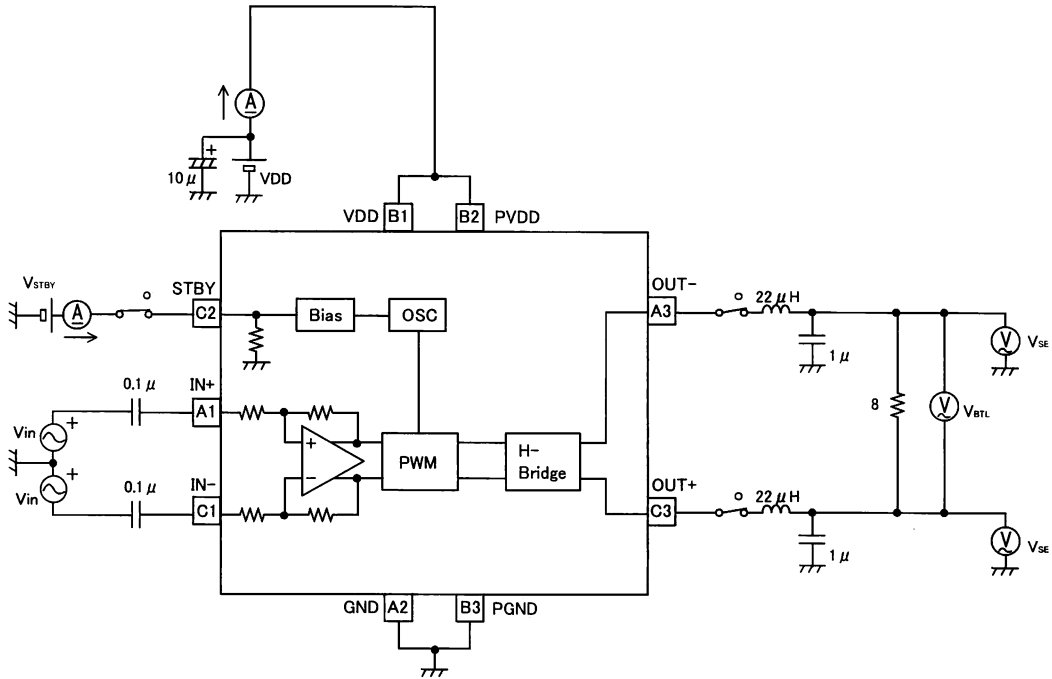 A
+
10μ
VDD
VDD B1 B2 PVDD
VSTBY
A
STBY
C2
Bias
OSC
OUT-
A3
22μH
1μ
V
VSE
0.1μ
IN+
A1
Vin
+
+
Vin
0.1μ
IN-
C1
+
-
PWM
H-
Bridge
8
V
VBTL
OUT+
C3
22μH
1μ
V
VSE
GND A2 B3 PGND